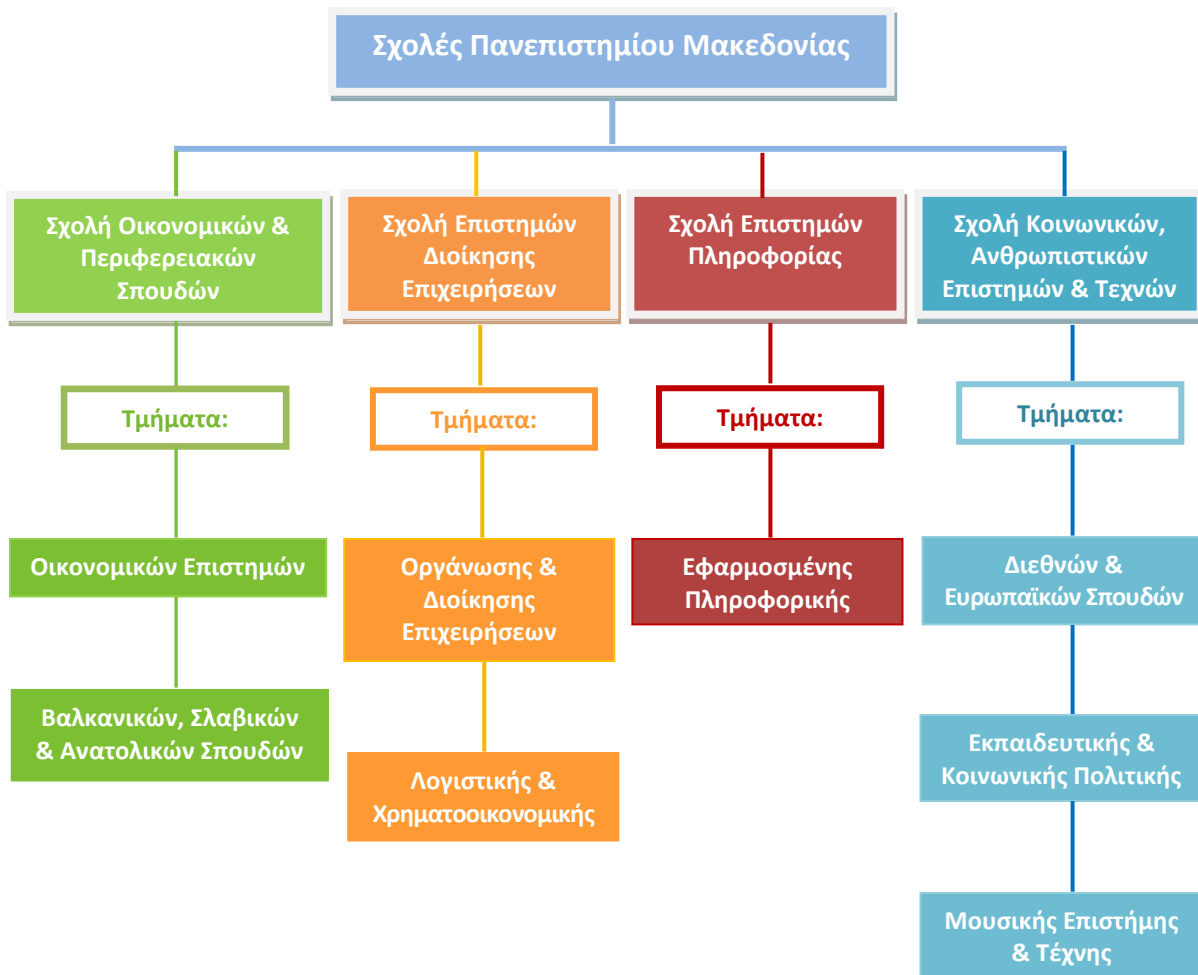 Σχολές Πανεπιστημίου Μακεδονίας
Σχολή Οικονομικών &
Περιφερειακών
Σπουδών
Σχολή Επιστημών
Διοίκησης
Επιχειρήσεων
Σχολή Επιστημών
Πληροφορίας
Σχολή Κοινωνικών,
Ανθρωπιστικών
Επιστημών & Τεχνών
Τμήματα:
Τμήματα:
Τμήματα:
Τμήματα:
Οικονομικών Επιστημών
Οργάνωσης &
Διοίκησης
Επιχειρήσεων
Εφαρμοσμένης
Πληροφορικής
Διεθνών &
Ευρωπαϊκών Σπουδών
Βαλκανικών, Σλαβικών
& Ανατολικών Σπουδών
Λογιστικής &
Χρηματοοικονομικής
Εκπαιδευτικής &
Κοινωνικής Πολιτικής
Μουσικής Επιστήμης
& Τέχνης